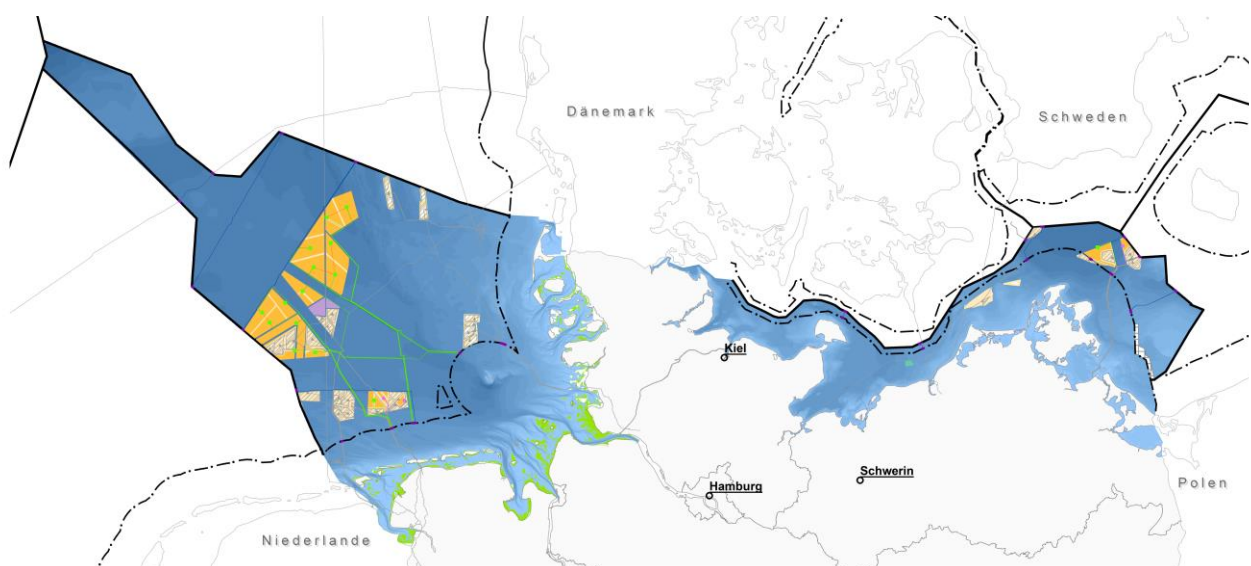 Dänemark
Schweden
Kiel
Schwerin
Hamburg
Polen
Niederlande